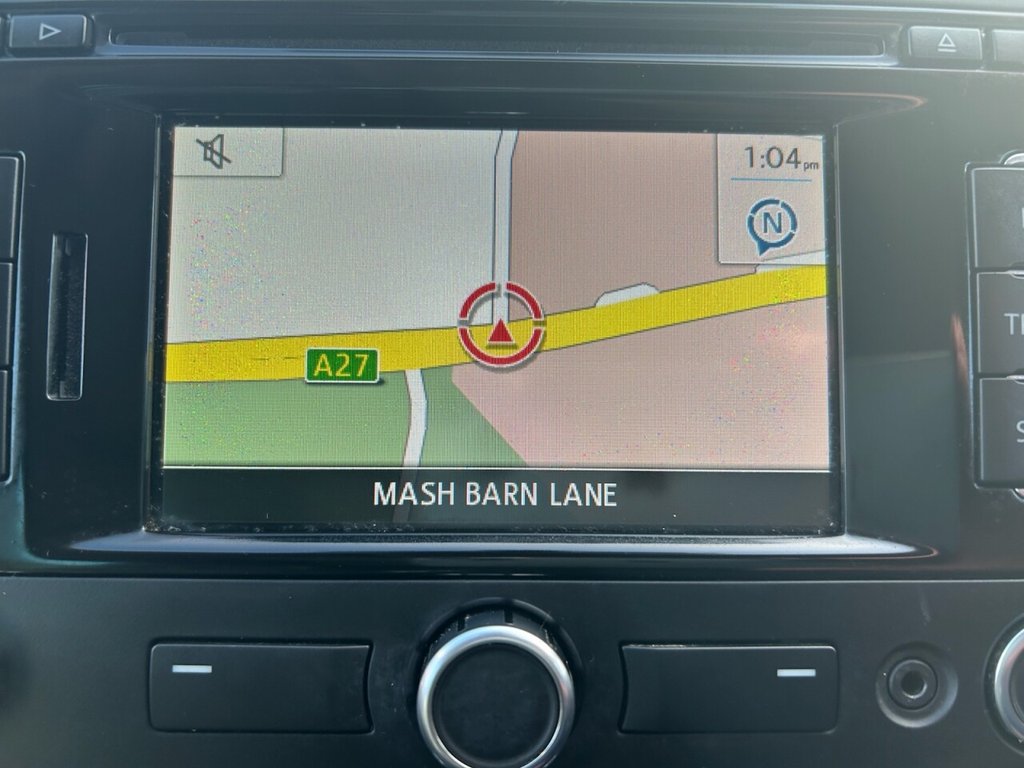 1:04pm
N
A27
MASH BARN LANE